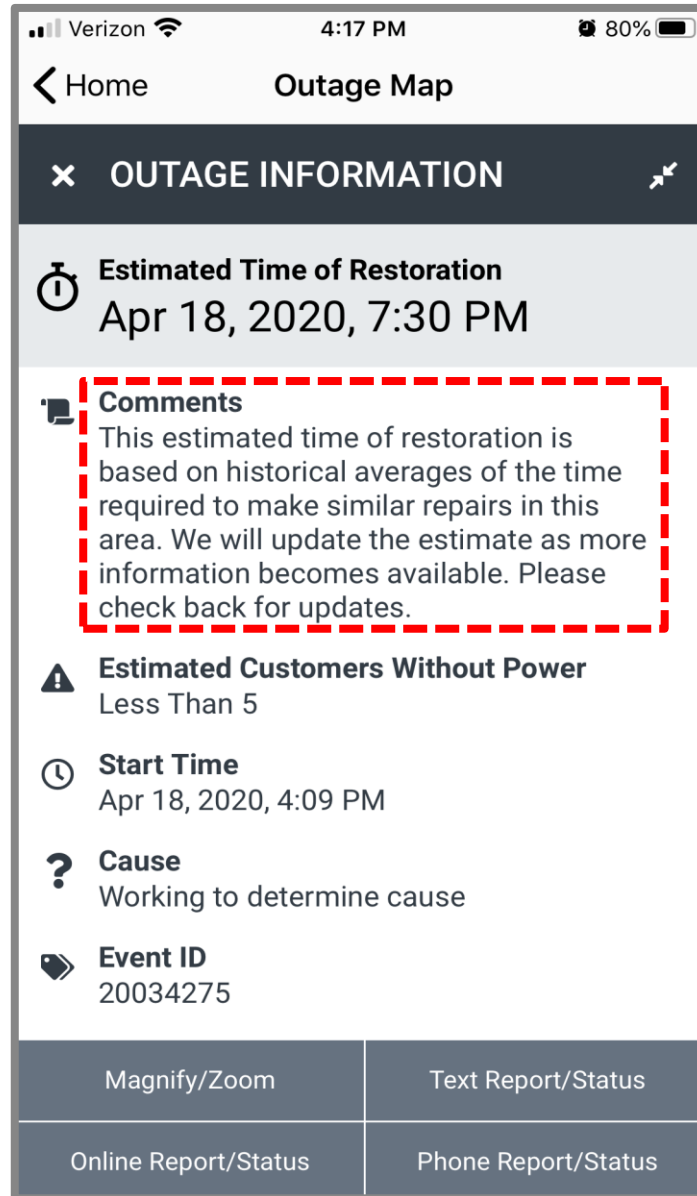 Verizon 4:17 PM 80%
Home Outage Map
OUTAGE INFORMATION
Estimated Time of Restoration
Apr 18, 2020, 7:30 PM
Comments
This estimated time of restoration is
based on historical averages of the time
required to make similar repairs in this
area. We will update the estimate as more
information becomes available. Please
check back for updates.
Estimated Customers Without Power
Less Than 5
Start Time
Apr 18, 2020, 4:09 PM
Cause
Working to determine cause
Event ID
20034275
Magnify/Zoom Text Report/Status
Online Report/Status Phone Report/Status